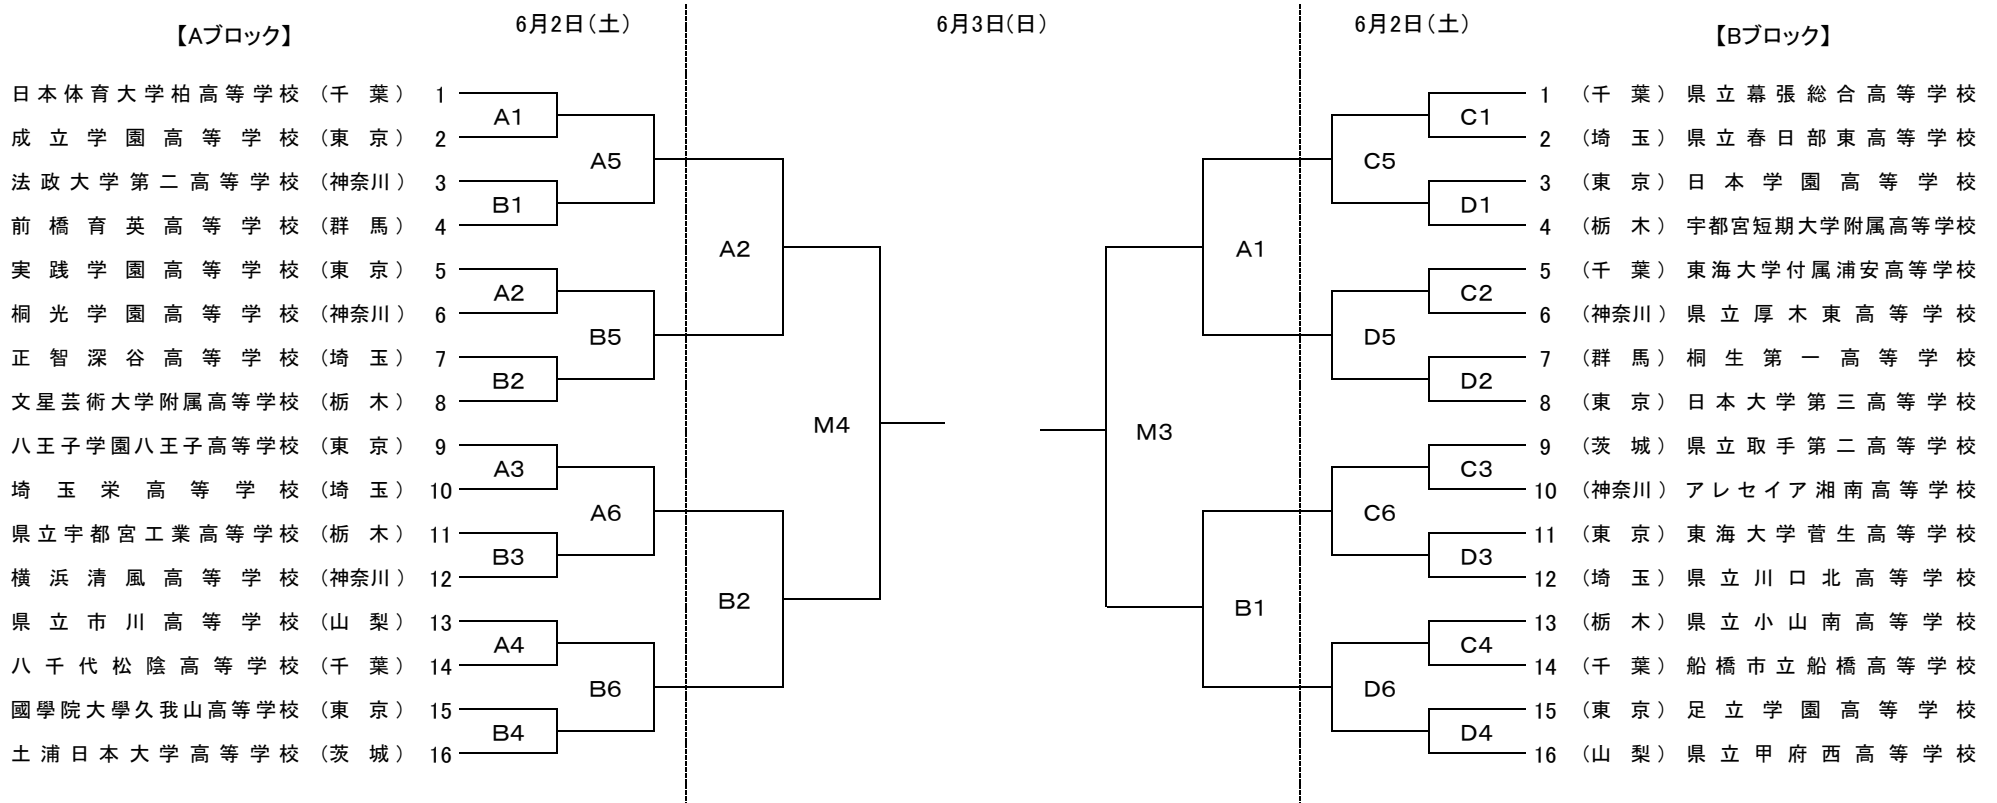 【Aブロック】 6月2日(土) 6月3日(日) 6月2日(土) 【Bブロック】
日本体育大学柏高等学校 (千葉) 1
A1
成立学園高等学校 (東京) 2
A5
法政大学第二高等学校 (神奈川) 3
B1
前橋育英高等学校 (群馬) 4
A2
実践学園高等学校 (東京) 5
A2
桐光学園高等学校 (神奈川) 6
B5
正智深谷高等学校 (埼玉) 7
B2
文星芸術大学附属高等学校 (栃木) 8
M4
八王子学園八王子高等学校 (東京) 9
A3
埼玉栄高等学校 (埼玉) 10
A6
県立宇都宮工業高等学校 (栃木) 11
B3
横浜清風高等学校 (神奈川) 12
B2
県立市川高等学校 (山梨) 13
A4
八千代松陰高等学校 (千葉) 14
B6
國學院大學久我山高等学校 (東京) 15
B4
土浦日本大学高等学校 (茨城) 16
1 (千葉) 県立幕張総合高等学校
C1
2 (埼玉) 県立春日部東高等学校
C5
3 (東京) 日本学園高等学校
D1
4 (栃木) 宇都宮短期大学附属高等学校
A1
5 (千葉) 東海大学付属浦安高等学校
C2
6 (神奈川) 県立厚木東高等学校
D5
7 (群馬) 桐生第一高等学校
D2
8 (東京) 日本大学第三高等学校
M3
9 (茨城) 県立取手第二高等学校
C3
10 (神奈川) アレセイア湘南高等学校
C6
11 (東京) 東海大学菅生高等学校
D3
12 (埼玉) 県立川口北高等学校
B1
13 (栃木) 県立小山南高等学校
C4
14 (千葉) 船橋市立船橋高等学校
D6
15 (東京) 足立学園高等学校
D4
16 (山梨) 県立甲府西高等学校